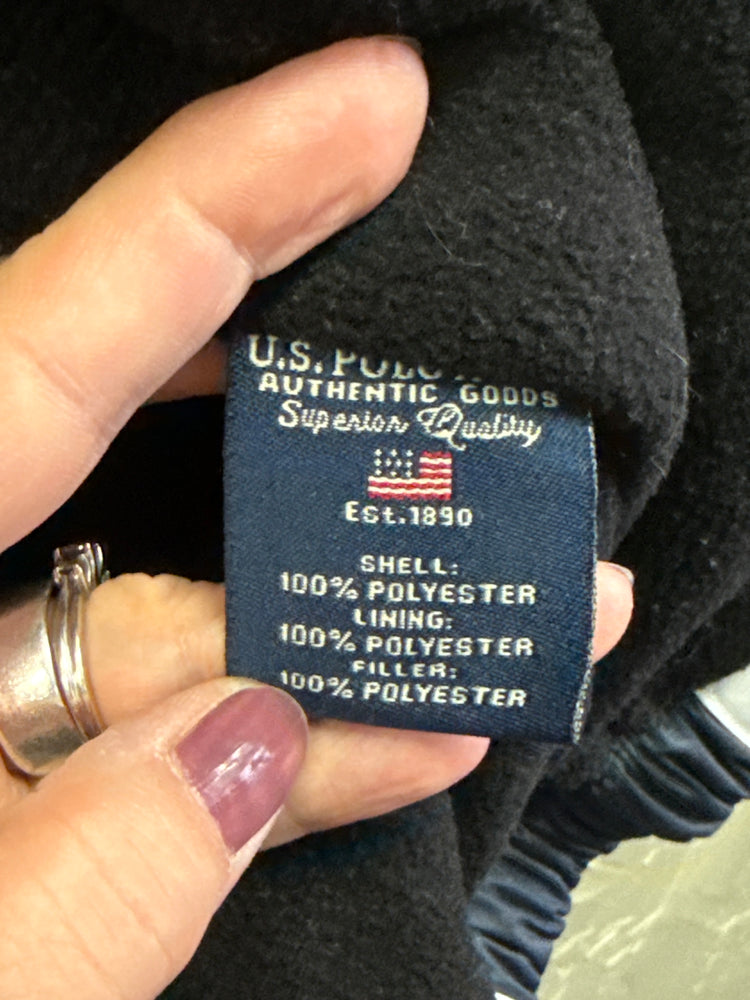 U.S. POLO
AUTHENTIC GOODS
Superior Quality
Est.1890
SHELL:
100% POLYESTER
LINING:
100% POLYESTER
FILLER:
100% POLYESTER